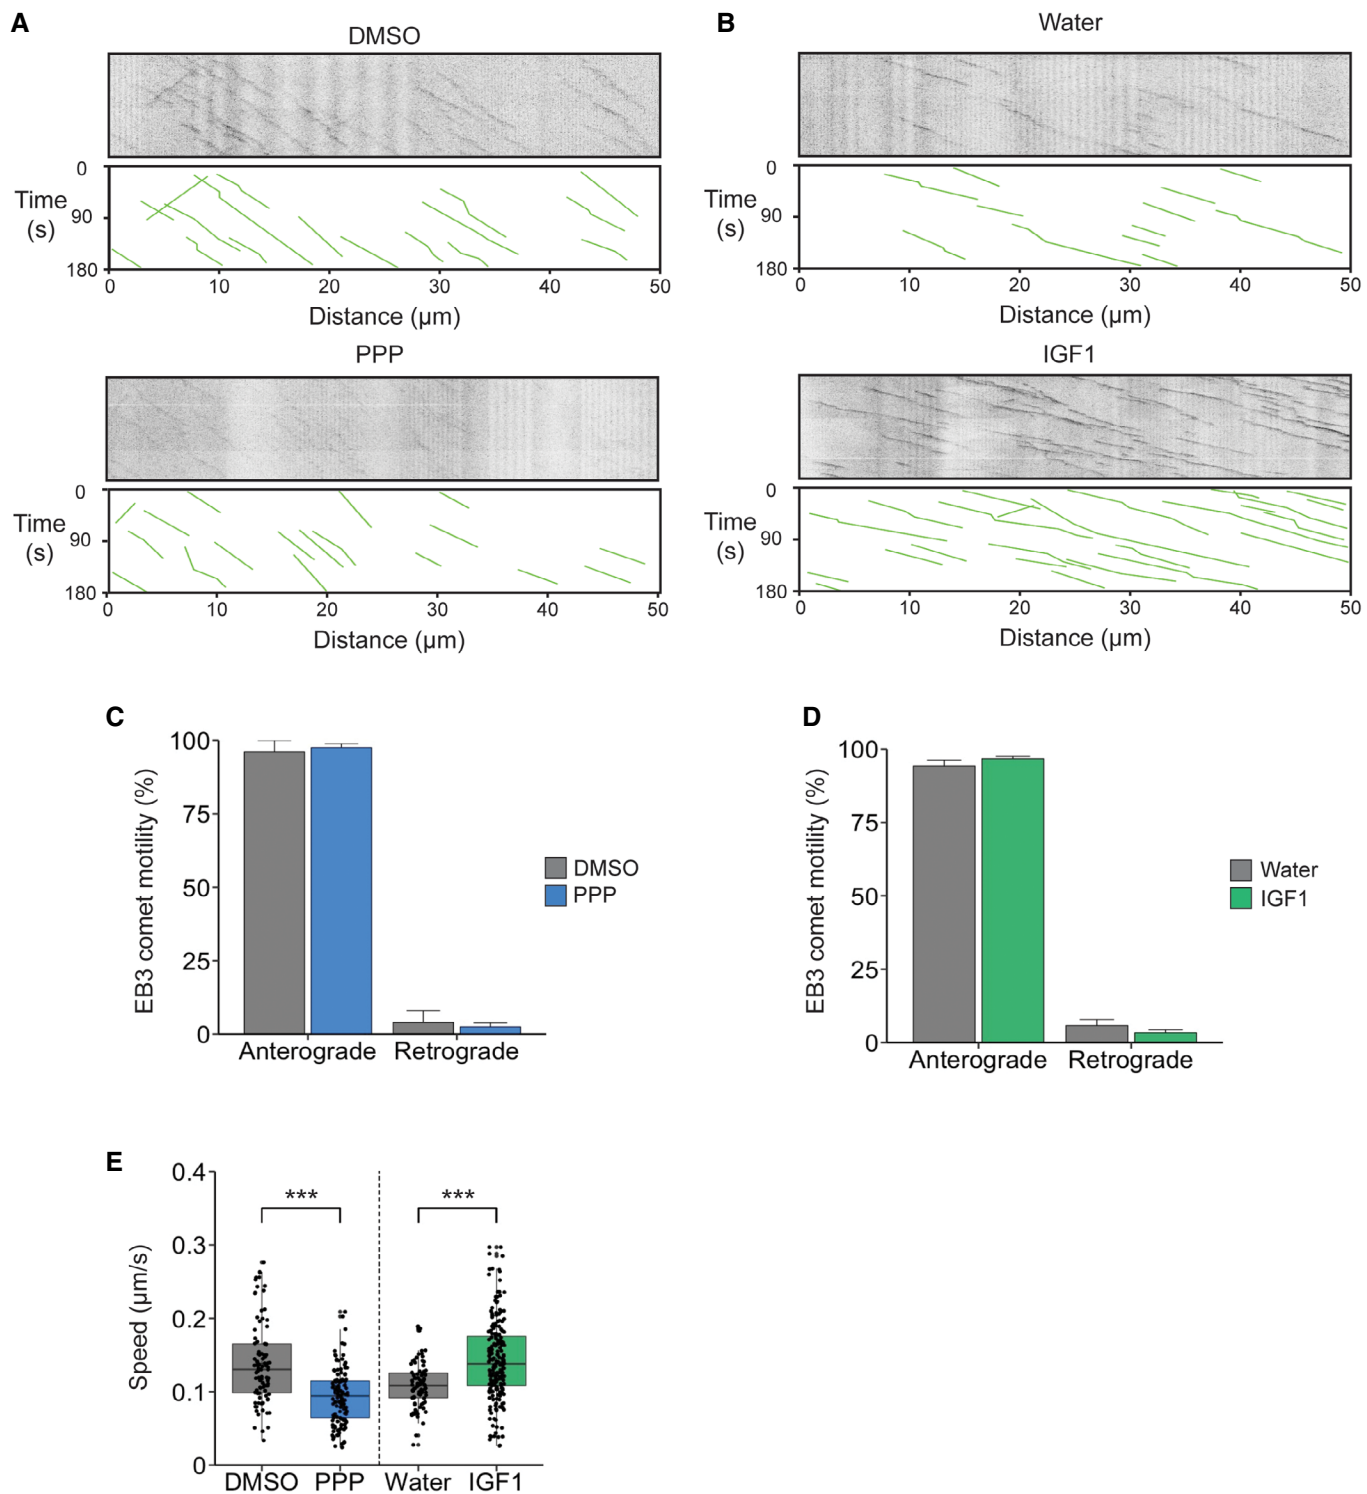 A
DMSO
0
Time
(s)
90
180
0 10 20 30 40 50
Distance (µm)
PPP
0
Time
(s)
90
180
0 10 20 30 40 50
Distance (µm)
B
Water
0
Time
(s)
90
180
0 10 20 30 40 50
Distance (µm)
IGF1
0
Time
(s)
90
180
0 10 20 30 40 50
Distance (µm)
C
EB3 comet motility (%)
100
75
50
25
0
Anterograde Retrograde
DMSO
PPP
D
EB3 comet motility (%)
100
75
50
25
0
Anterograde Retrograde
Water
IGF1
E
Speed (µm/s)
0.4
0.3
0.2
0.1
0
*** ***
DMSO PPP Water IGF1